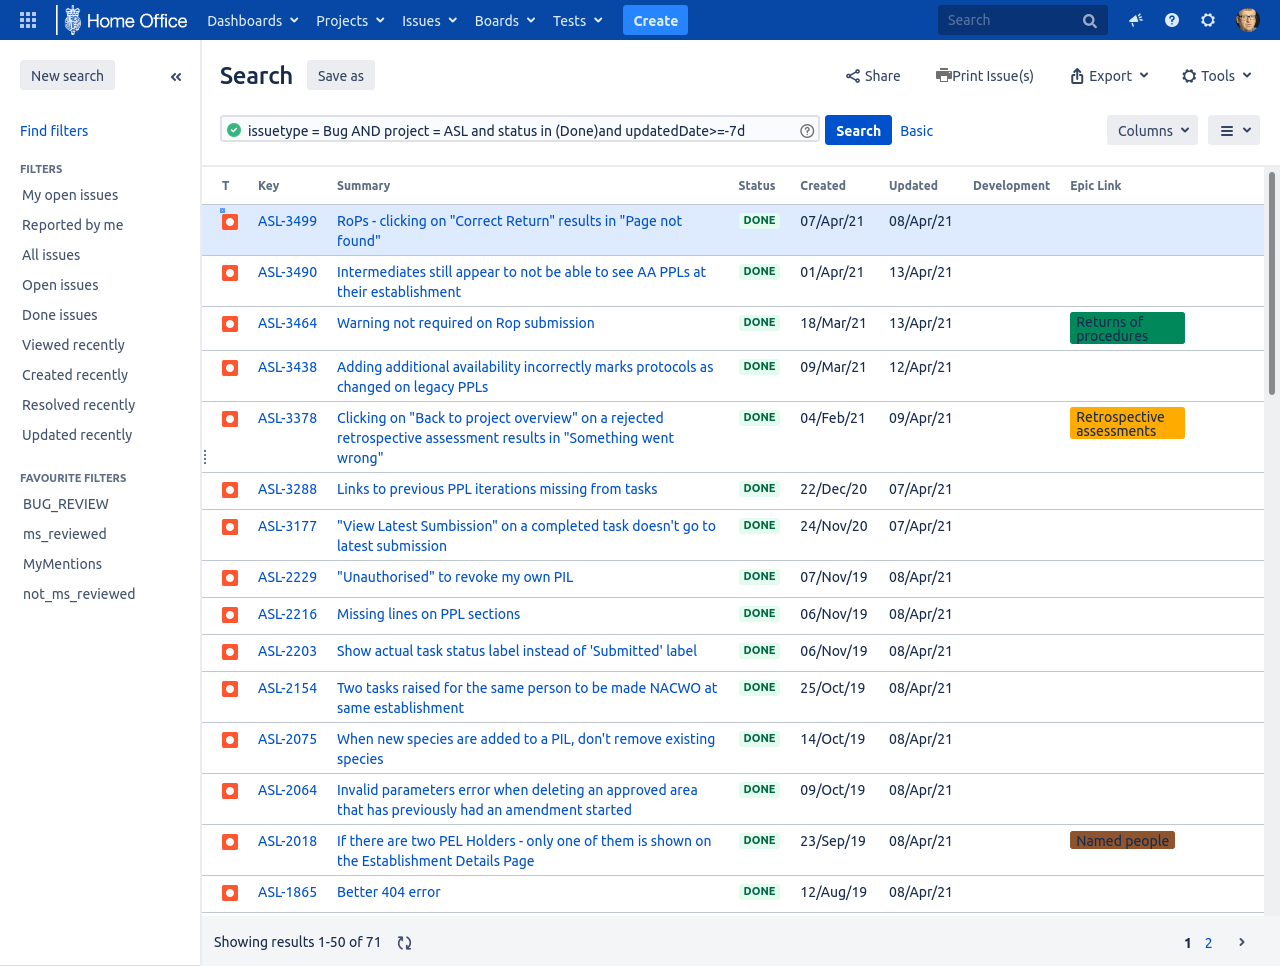 Home Office Dashboards Projects Issues Boards Tests Create Search
New search
Search Save as Share Print Issue(s) Export Tools
Find filters
issuetype = Bug AND project = ASL and status in (Done)and updatedDate>=-7d Search Basic Columns
FILTERS
My open issues
Reported by me
All issues
Open issues
Done issues
Viewed recently
Created recently
Resolved recently
Updated recently
FAVOURITE FILTERS
BUG_REVIEW
ms_reviewed
MyMentions
not_ms_reviewed
T Key Summary Status Created Updated Development Epic Link
ASL-3499 RoPs - clicking on "Correct Return" results in "Page not DONE 07/Apr/21 08/Apr/21
found"
ASL-3490 Intermediates still appear to not be able to see AA PPLs at DONE 01/Apr/21 13/Apr/21
their establishment
ASL-3464 Warning not required on Rop submission DONE 18/Mar/21 13/Apr/21 Returns of
procedures
ASL-3438 Adding additional availability incorrectly marks protocols as DONE 09/Mar/21 12/Apr/21
changed on legacy PPLs
ASL-3378 Clicking on "Back to project overview" on a rejected DONE 04/Feb/21 09/Apr/21 Retrospective
retrospective assessment results in "Something went assessments
wrong"
ASL-3288 Links to previous PPL iterations missing from tasks DONE 22/Dec/20 07/Apr/21
ASL-3177 "View Latest Sumbission" on a completed task doesn't go to DONE 24/Nov/20 07/Apr/21
latest submission
ASL-2229 "Unauthorised" to revoke my own PIL DONE 07/Nov/19 08/Apr/21
ASL-2216 Missing lines on PPL sections DONE 06/Nov/19 08/Apr/21
ASL-2203 Show actual task status label instead of 'Submitted' label DONE 06/Nov/19 08/Apr/21
ASL-2154 Two tasks raised for the same person to be made NACWO at DONE 25/Oct/19 08/Apr/21
same establishment
ASL-2075 When new species are added to a PIL, don't remove existing DONE 14/Oct/19 08/Apr/21
species
ASL-2064 Invalid parameters error when deleting an approved area DONE 09/Oct/19 08/Apr/21
that has previously had an amendment started
ASL-2018 If there are two PEL Holders - only one of them is shown on DONE 23/Sep/19 08/Apr/21 Named people
the Establishment Details Page
ASL-1865 Better 404 error DONE 12/Aug/19 08/Apr/21
Showing results 1-50 of 71 1 2